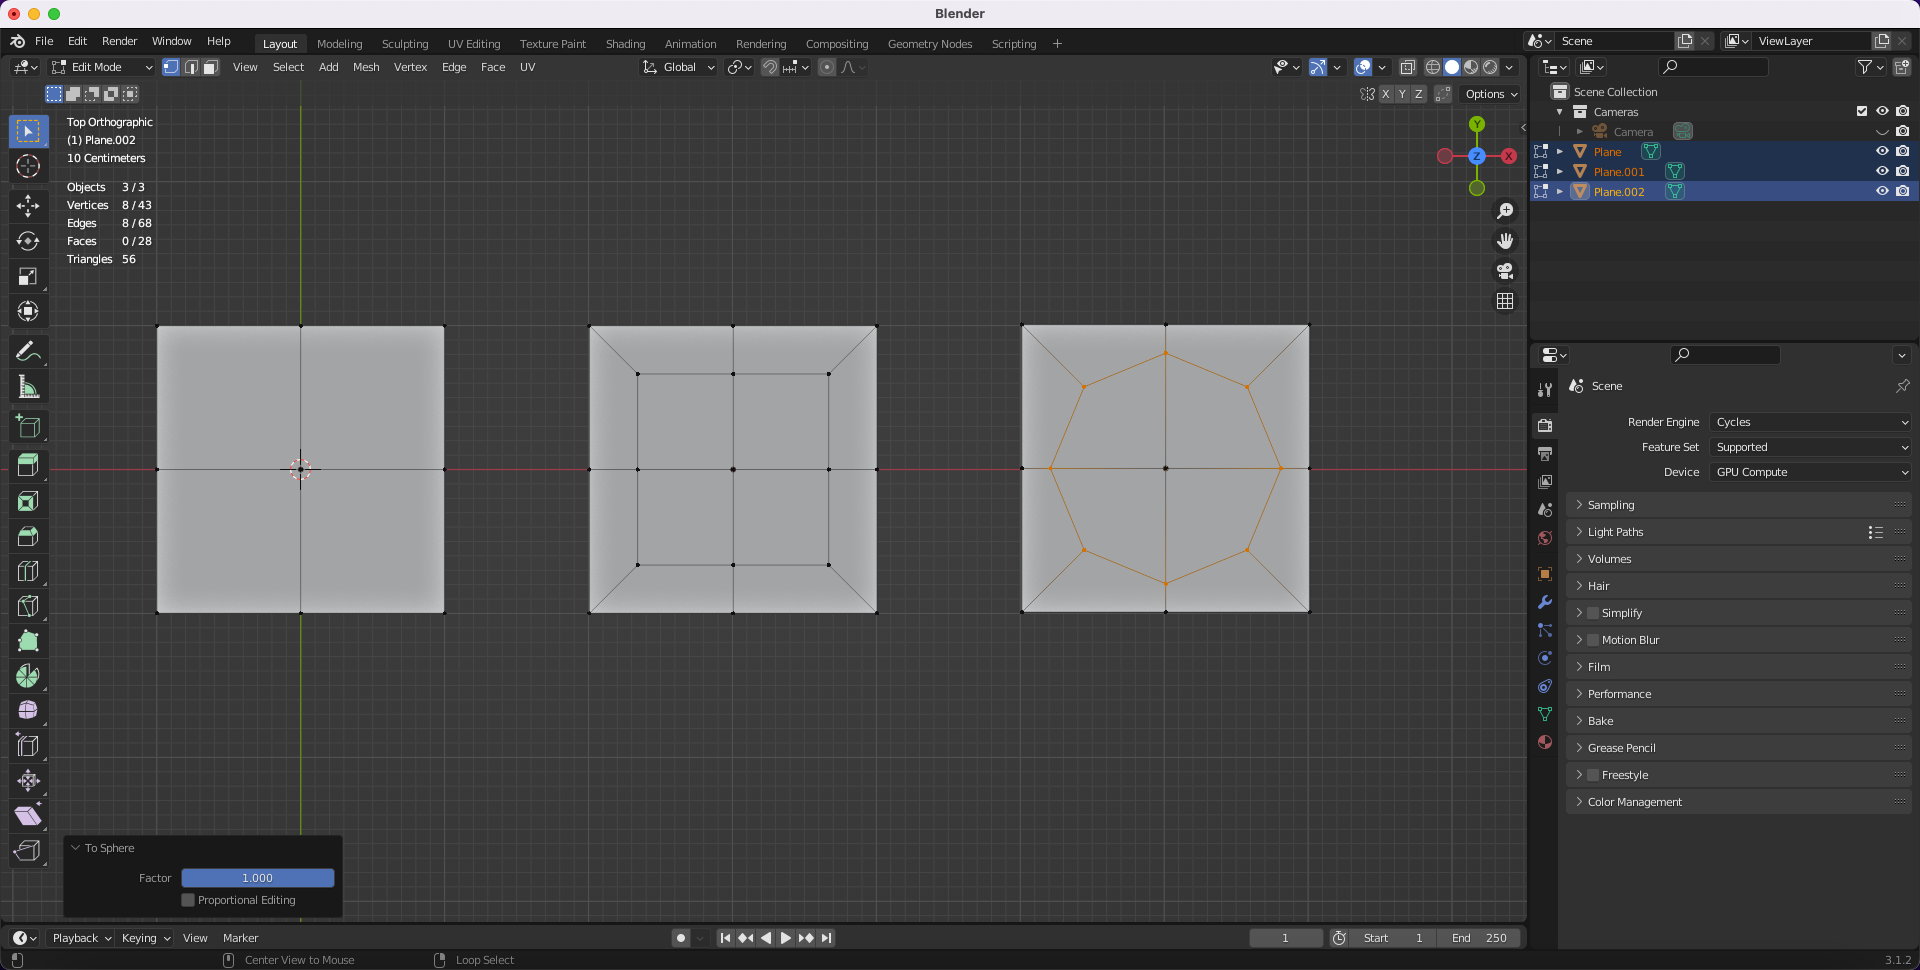 Blender
File Edit Render Window Help Layout Modeling Sculpting UV Editing Texture Paint Shading Animation Rendering Compositing Geometry Nodes Scripting + Scene ViewLayer
Edit Mode View Select Add Mesh Vertex Edge Face UV Global
X Y Z Options
Top Orthographic
(1) Plane.002
10 Centimeters
Objects 3 / 3
Vertices 8 / 43
Edges 8 / 68
Faces 0 / 28
Triangles 56
Y
Z X
Scene Collection
Cameras
Camera
Plane
Plane.001
Plane.002
Scene
Render Engine Cycles
Feature Set Supported
Device GPU Compute
Sampling
Light Paths
Volumes
Hair
Simplify
Motion Blur
Film
Performance
Bake
Grease Pencil
Freestyle
Color Management
To Sphere
Factor 1.000
Proportional Editing
Playback Keying View Marker 1 Start 1 End 250
Center View to Mouse Loop Select 3.1.2